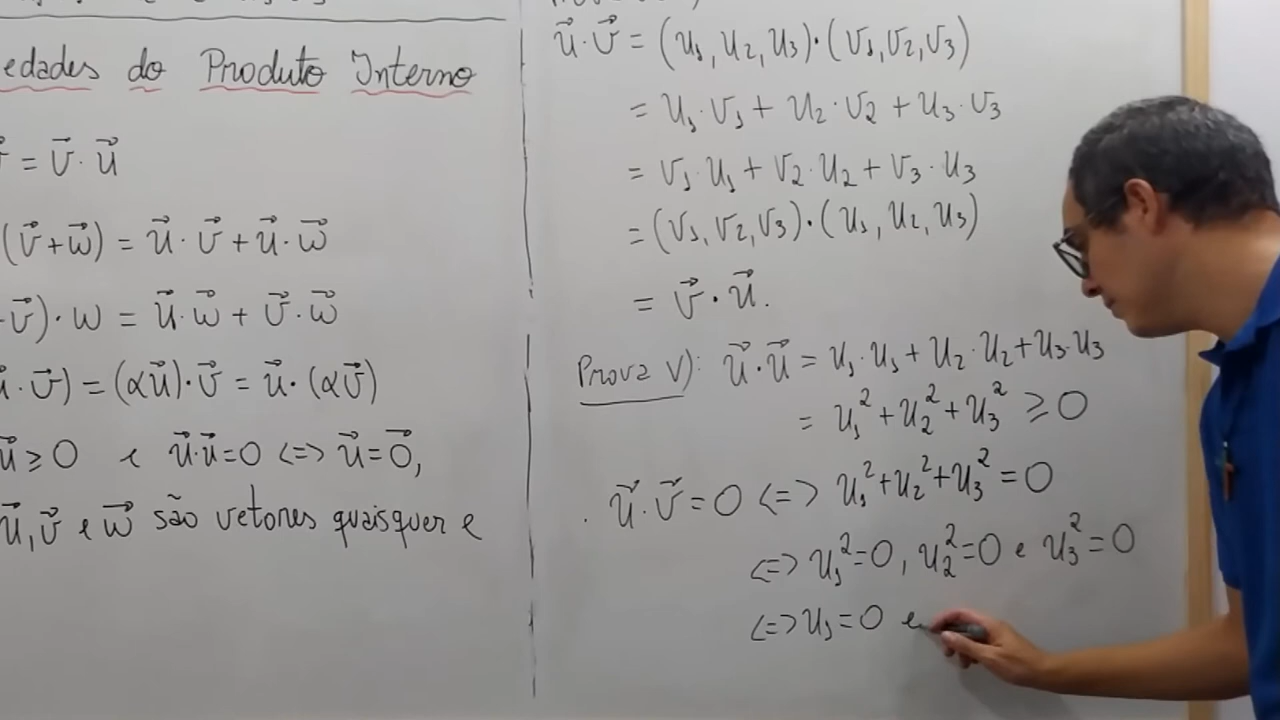 edades do Produto Interno
= v⃗·u⃗
(v⃗+w⃗) = u⃗·v⃗+u⃗·w⃗
v⃗)·w = u⃗·w⃗ + v⃗·w⃗
·v⃗) = (αu⃗)·v⃗ = u⃗·(αv⃗)
u⃗ ≥ 0 e u⃗·u⃗=0 <=> u⃗=0⃗,
u⃗, v⃗ e w⃗ são vetores quaisquer e
u⃗·v⃗ = (u₁, u₂, u₃)·(v₁, v₂, v₃)
= u₁·v₁ + u₂·v₂ + u₃·v₃
= v₁·u₁ + v₂·u₂ + v₃·u₃
= (v₁, v₂, v₃)·(u₁, u₂, u₃)
= v⃗·u⃗.
Prova V): u⃗·u⃗ = u₁·u₁ + u₂·u₂ + u₃·u₃
= u₁² + u₂² + u₃² ≥ 0
· u⃗·v⃗ = 0 <=> u₁²+u₂²+u₃² = 0
<=> u₁²=0, u₂²=0 e u₃²=0
<=> u₁=0 e